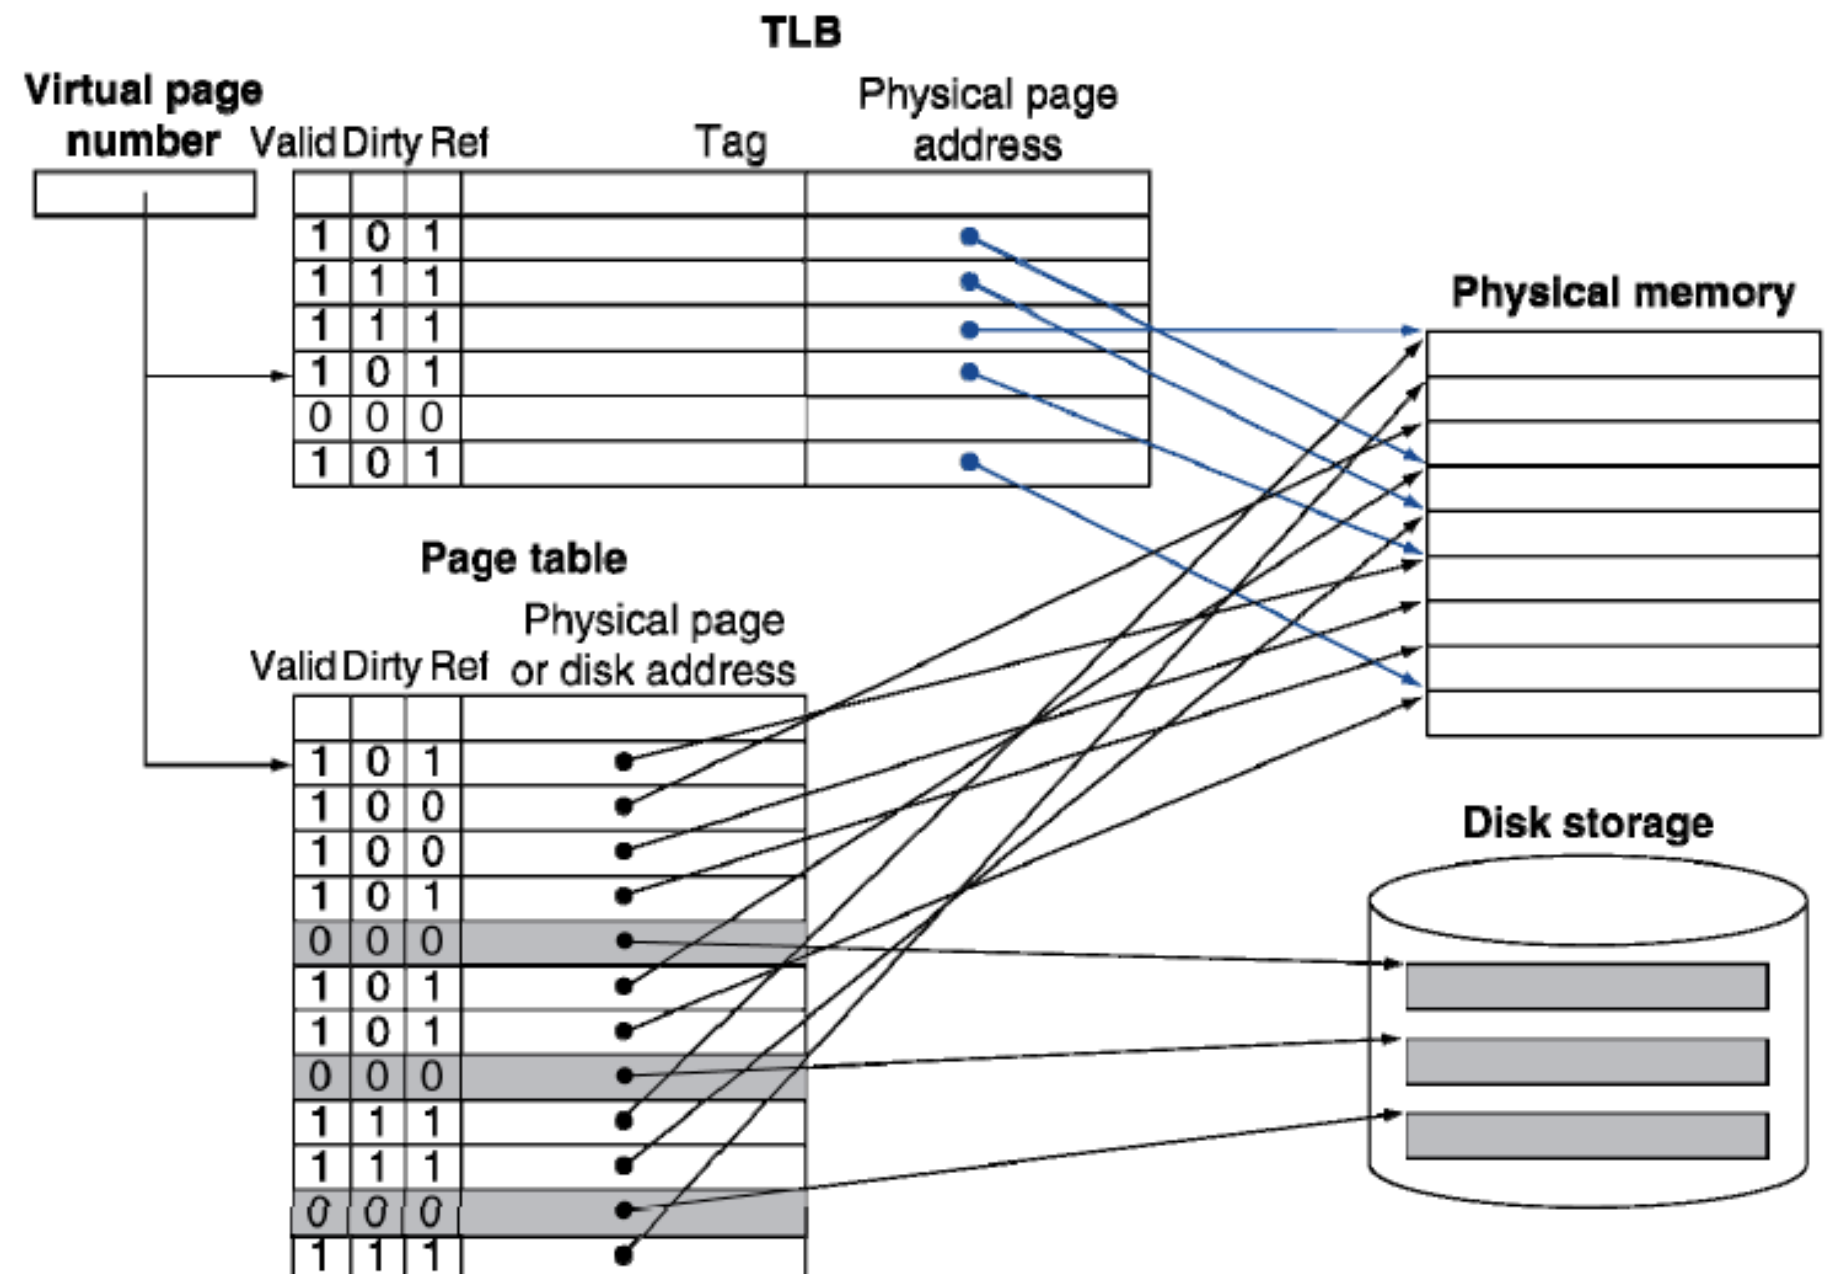 TLB
Virtual page
number
Valid Dirty Ref
Tag
Physical page
address
1 0 1
1 1 1
1 1 1
1 0 1
0 0 0
1 0 1
Physical memory
Page table
Physical page
or disk address
Valid Dirty Ref
1 0 1
1 0 0
1 0 0
1 0 1
0 0 0
1 0 1
1 0 1
0 0 0
1 1 1
1 1 1
0 0 0
1 1 1
Disk storage